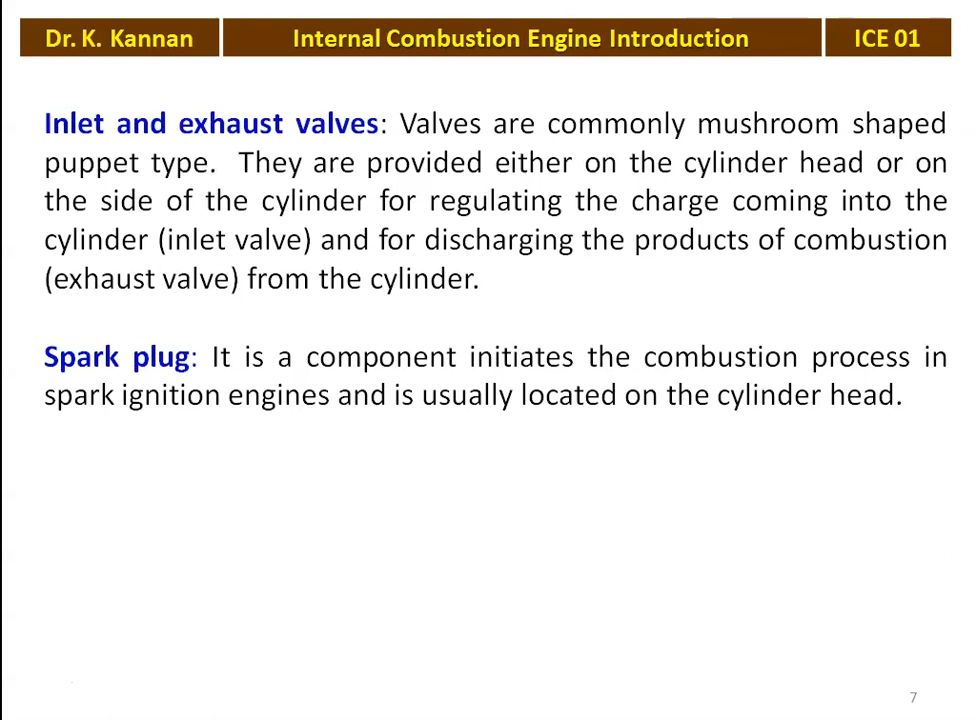 Dr. K. Kannan
Internal Combustion Engine Introduction
ICE 01
Inlet and exhaust valves: Valves are commonly mushroom shaped
puppet type. They are provided either on the cylinder head or on
the side of the cylinder for regulating the charge coming into the
cylinder (inlet valve) and for discharging the products of combustion
(exhaust valve) from the cylinder.
Spark plug: It is a component initiates the combustion process in
spark ignition engines and is usually located on the cylinder head.
7